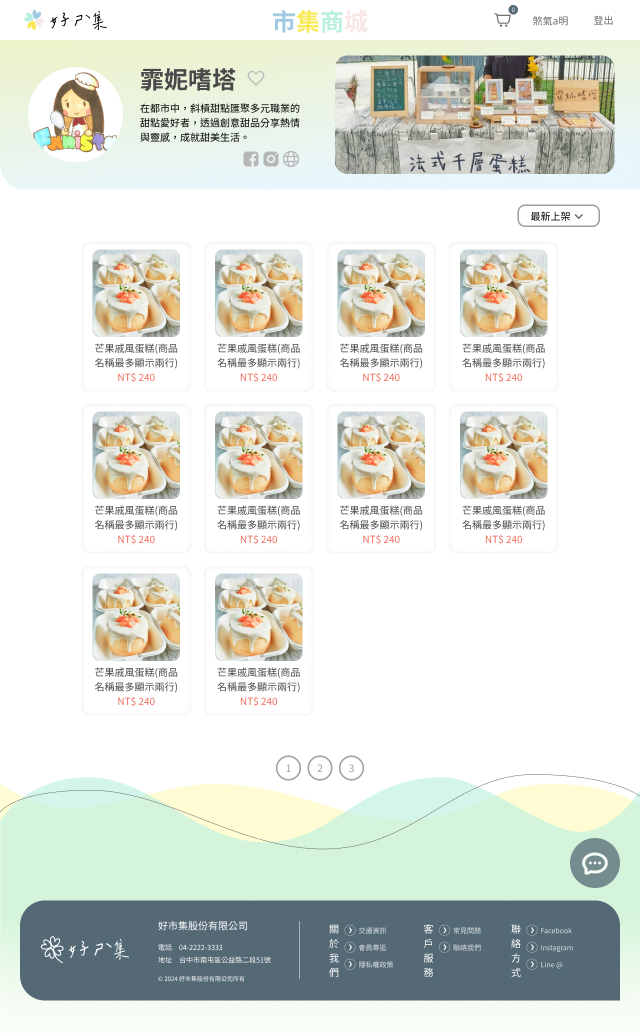 好ㄕ集
市集商城
0
煞氣a明
登出
霏妮嗜塔
在都市中，斜槓甜點匯聚多元職業的
甜點愛好者，透過創意甜品分享熱情
與靈感，成就甜美生活。
法式千層蛋糕
最新上架
芒果戚風蛋糕(商品
名稱最多顯示兩行)
NT$ 240
芒果戚風蛋糕(商品
名稱最多顯示兩行)
NT$ 240
芒果戚風蛋糕(商品
名稱最多顯示兩行)
NT$ 240
芒果戚風蛋糕(商品
名稱最多顯示兩行)
NT$ 240
芒果戚風蛋糕(商品
名稱最多顯示兩行)
NT$ 240
芒果戚風蛋糕(商品
名稱最多顯示兩行)
NT$ 240
芒果戚風蛋糕(商品
名稱最多顯示兩行)
NT$ 240
芒果戚風蛋糕(商品
名稱最多顯示兩行)
NT$ 240
芒果戚風蛋糕(商品
名稱最多顯示兩行)
NT$ 240
芒果戚風蛋糕(商品
名稱最多顯示兩行)
NT$ 240
1 2 3
好ㄕ集
好市集股份有限公司
電話 04-2222-3333
地址 台中市南屯區公益路二段51號
© 2024 好市集股份有限公司所有
關於我們
交通資訊
會員專區
隱私權政策
客戶服務
常見問題
聯絡我們
聯絡方式
Facebook
Instagram
Line @